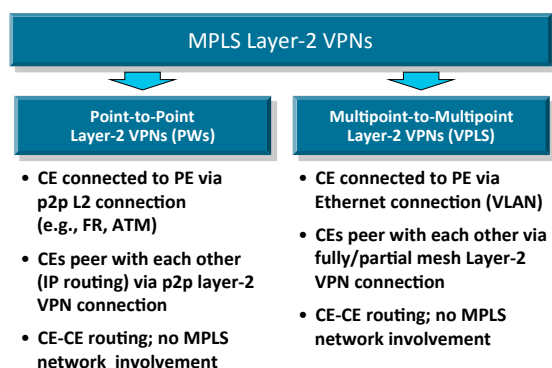 MPLS Layer-2 VPNs
Point-to-Point
Layer-2 VPNs (PWs)
• CE connected to PE via
p2p L2 connection
(e.g., FR, ATM)
• CEs peer with each other
(IP routing) via p2p layer-2
VPN connection
• CE-CE routing; no MPLS
network involvement
Multipoint-to-Multipoint
Layer-2 VPNs (VPLS)
• CE connected to PE via
Ethernet connection (VLAN)
• CEs peer with each other via
fully/partial mesh Layer-2
VPN connection
• CE-CE routing; no MPLS
network involvement